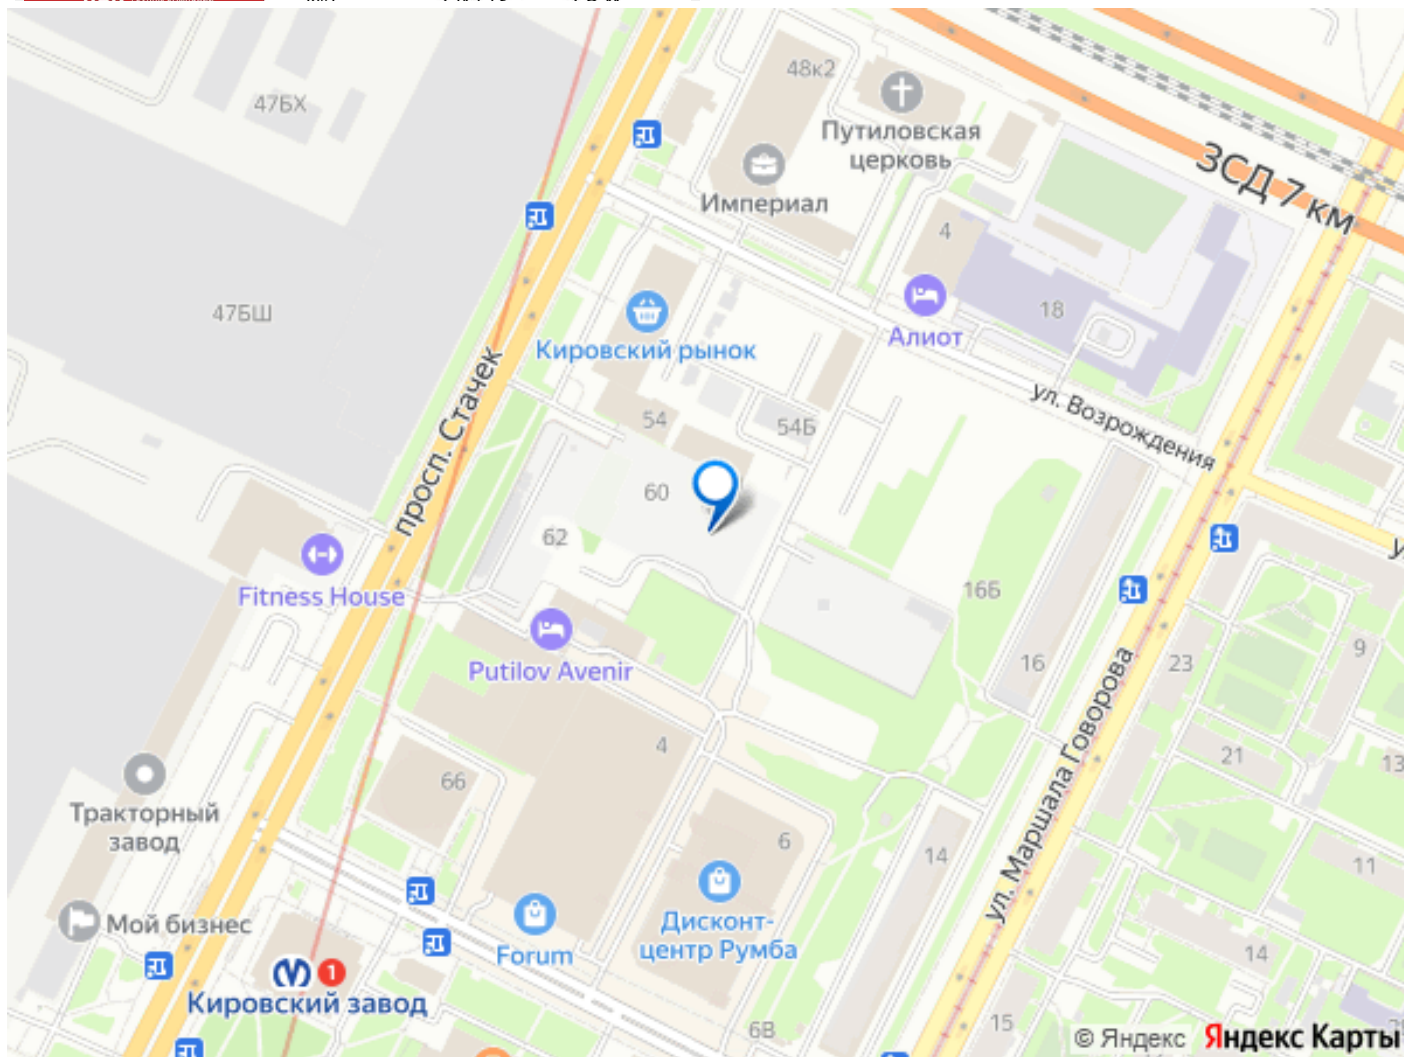 48к2
47БХ
Путиловская
церковь
ЗСД 7 км
Империал
4
47БШ
18
Алиот
Кировский рынок
просп. Стачек
ул. Возрождения
54
54Б
60
62
Fitness House
16Б
Putilov Avenir
16
23
9
ул. Маршала Говорова
4
21
13
66
Тракторный
завод
6
14
11
Мой бизнес
Дисконт-
центр Румба
Forum
14
1
Кировский завод
6В
15
© Яндекс Яндекс Карты